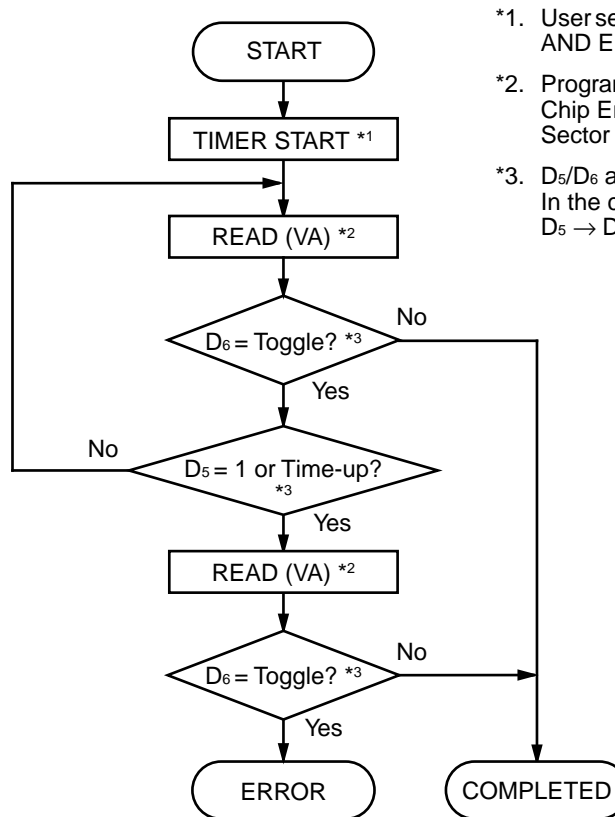 START
TIMER START *1
READ (VA) *2
D6 = Toggle? *3
No
Yes
No
D5 = 1 or Time-up?
*3
Yes
READ (VA) *2
D6 = Toggle? *3
No
Yes
ERROR
COMPLETED
*1. User se
AND E
*2. Program
Chip Er
Sector
*3. D5/D6 a
In the c
D5 → D